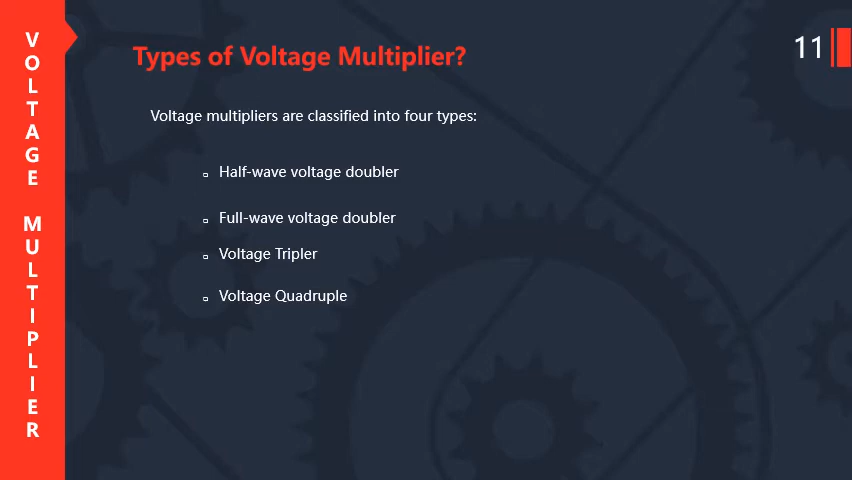 VOLTAGE MULTIPLIER
Types of Voltage Multiplier?
11
Voltage multipliers are classified into four types:
Half-wave voltage doubler
Full-wave voltage doubler
Voltage Tripler
Voltage Quadruple